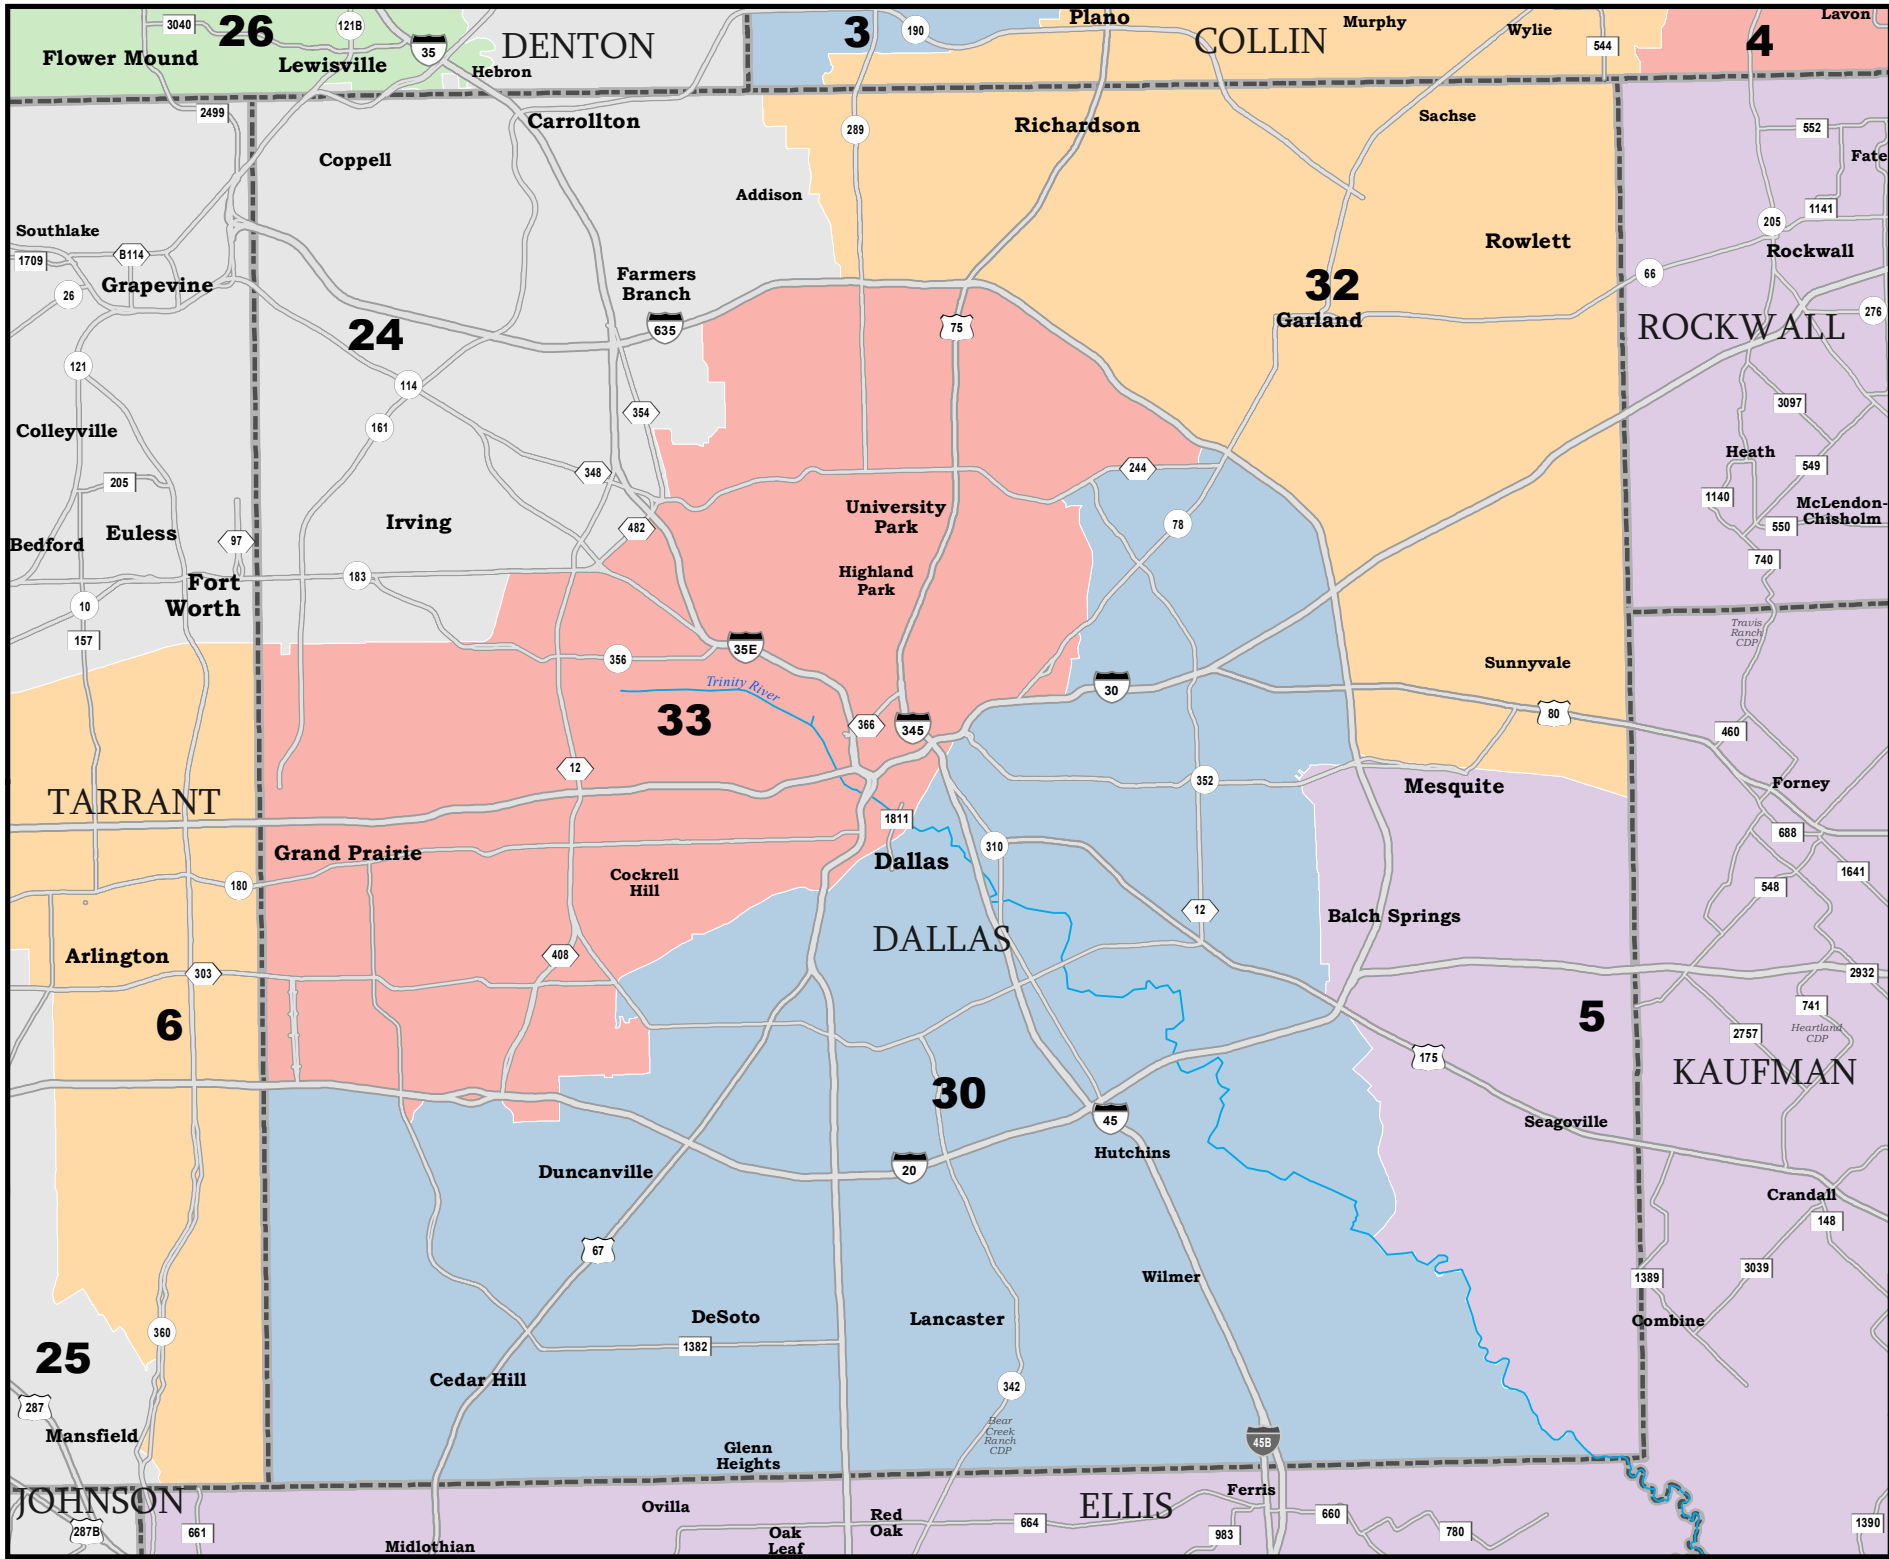 3040
26
121B
35
DENTON
3
190
Plano
COLLIN
Murphy
Wylie
544
4
Lavon
Flower Mound
Lewisville
Hebron
2499
Carrollton
289
Richardson
Sachse
552
Fate
Coppell
Addison
1141
205
Southlake
1709
B114
Grapevine
26
Farmers
Branch
635
24
Rowlett
32
Garland
66
Rockwall
276
ROCKWALL
75
121
114
161
354
Colleyville
3097
Heath
549
205
348
244
1140
McLendon-
Chisholm
550
Bedford
Euless
97
Irving
482
University
Park
78
740
Fort
Worth
183
Highland
Park
10
157
Travis
Ranch
CDP
356
35E
Sunnyvale
30
Trinity River
33
366
345
80
460
12
352
Mesquite
Forney
TARRANT
1811
688
Grand Prairie
310
Dallas
180
Cockrell
Hill
548
1641
12
Balch Springs
DALLAS
Arlington
303
408
2932
6
5
741
2757
Heartland
CDP
175
KAUFMAN
30
45
Seagoville
Hutchins
Duncanville
20
Crandall
148
67
Wilmer
1389
3039
DeSoto
Lancaster
Combine
360
1382
25
Cedar Hill
342
287
Mansfield
Bear
Creek
Ranch
CDP
45B
Glenn
Heights
JOHNSON
287B
661
Ovilla
Oak
Leaf
Red
Oak
664
ELLIS
Ferris
983
660
780
1390
Midlothian